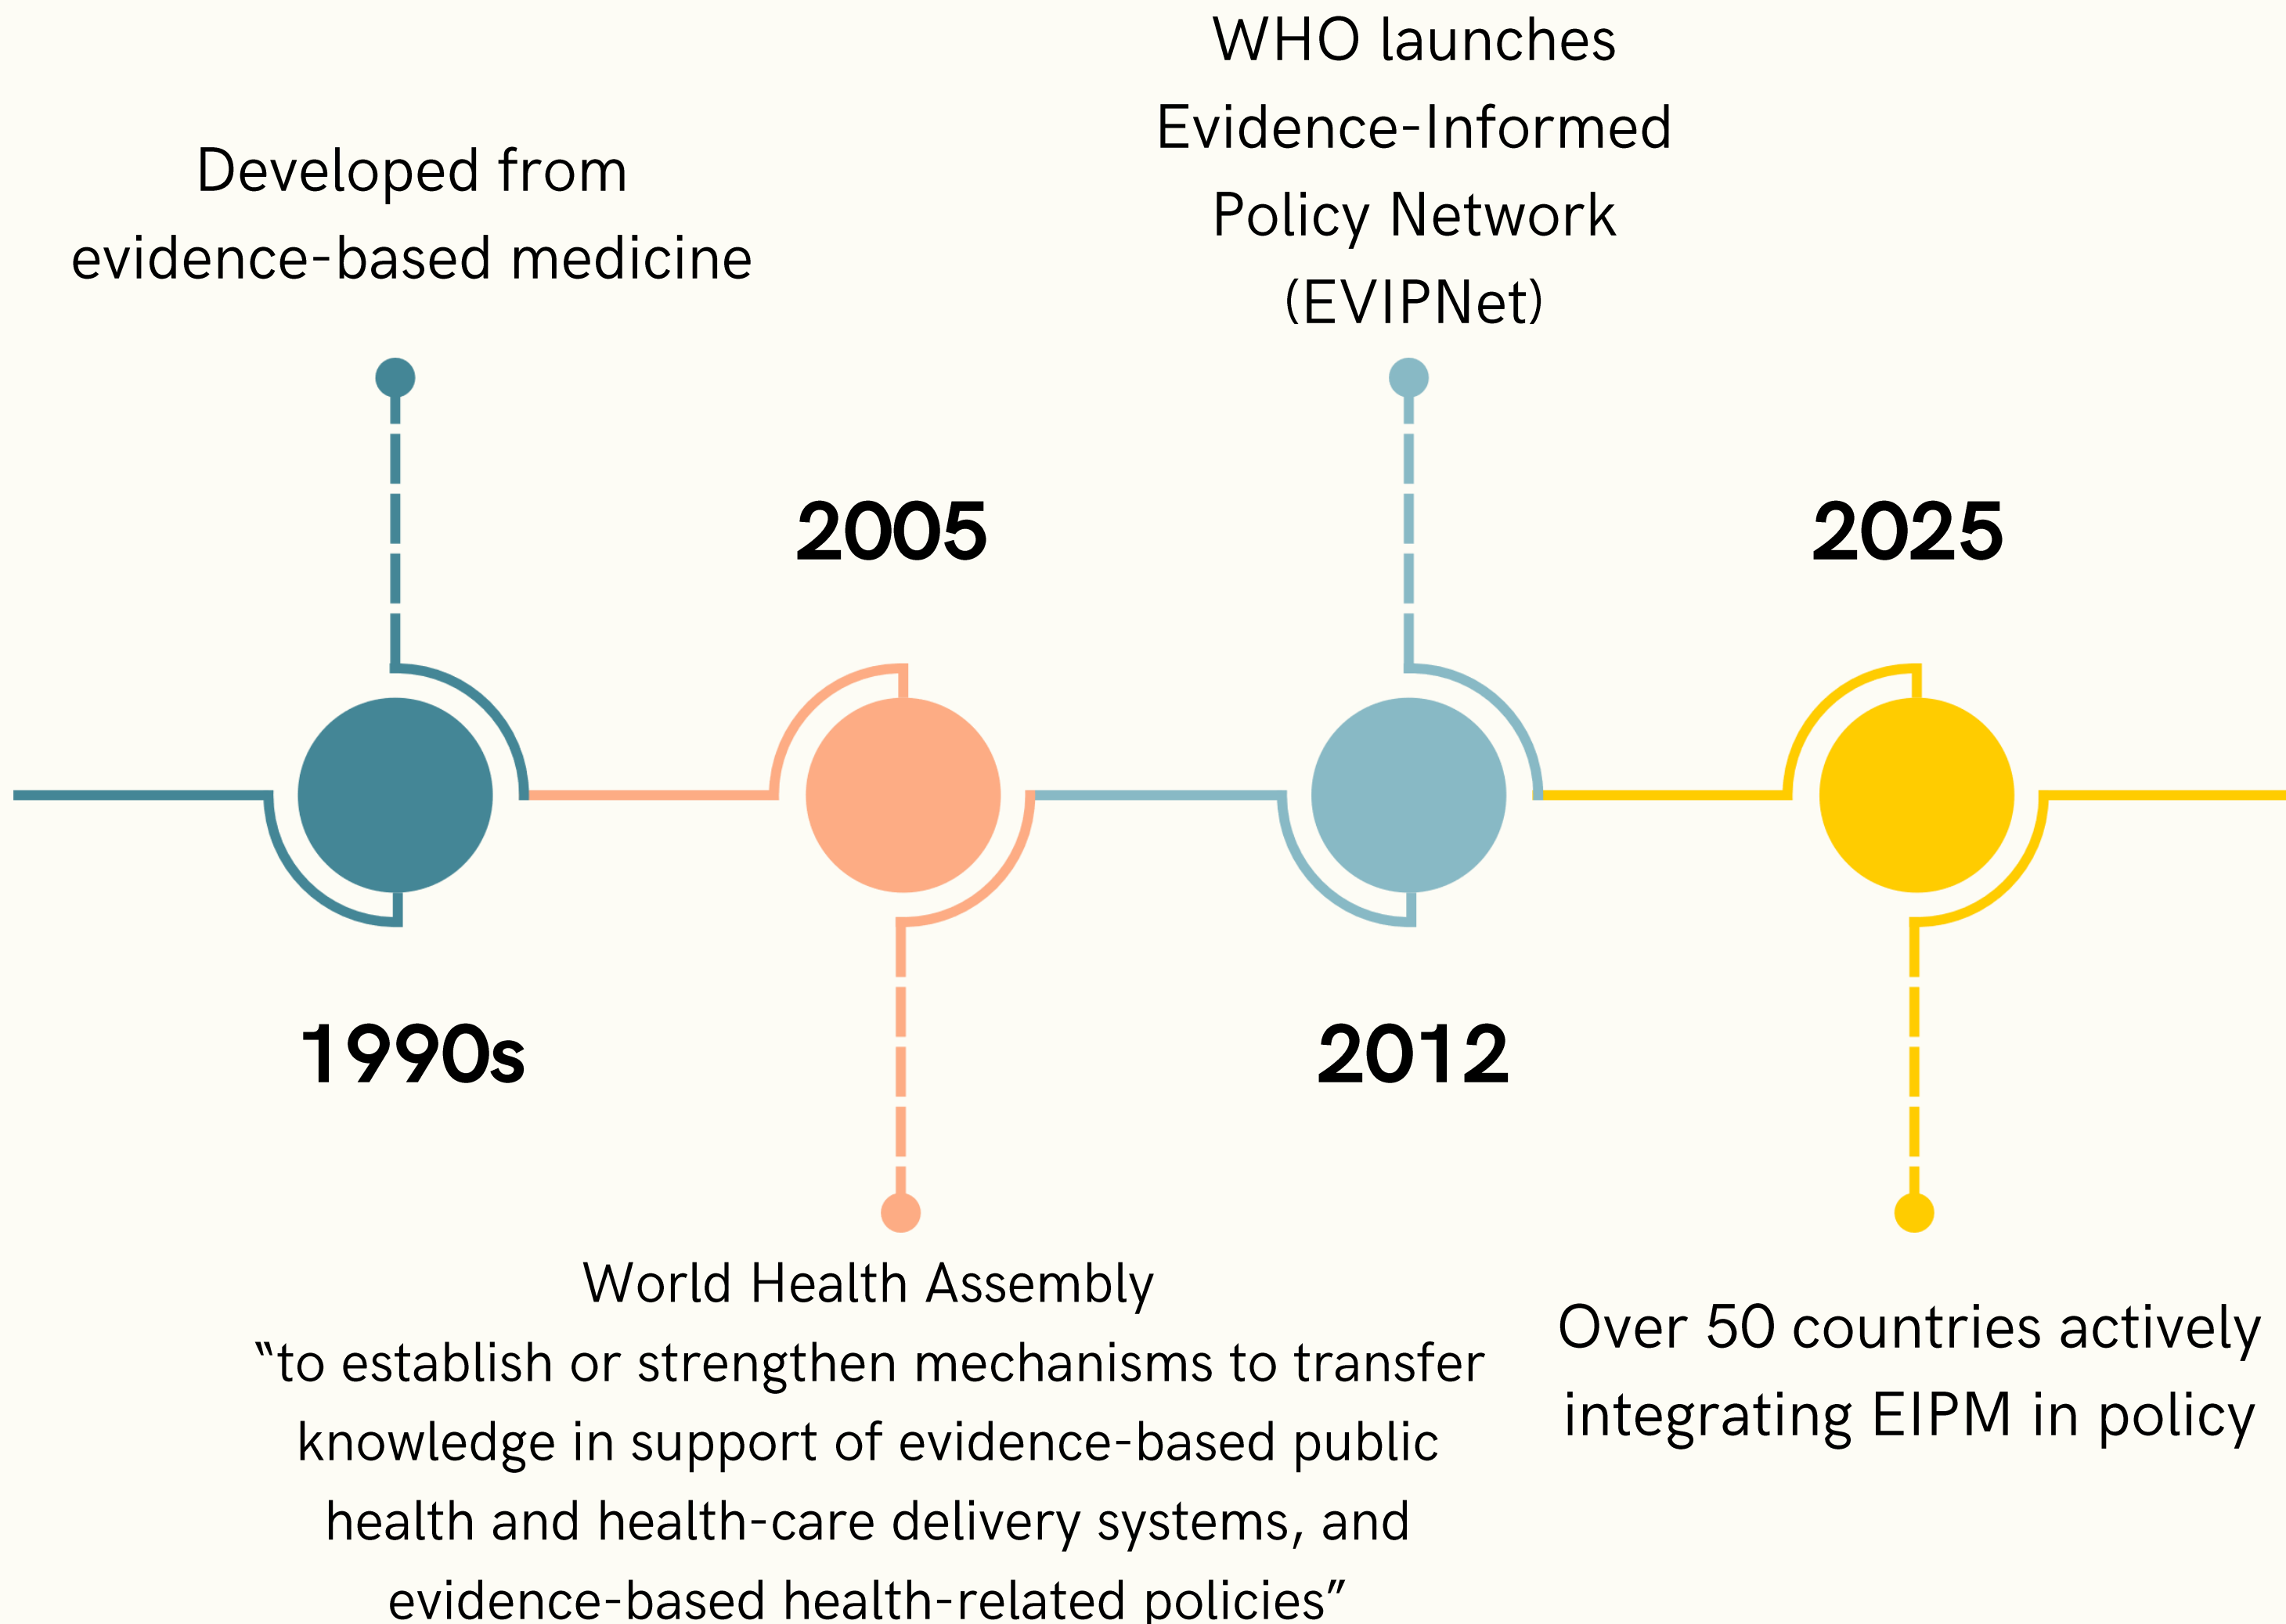 Developed from
evidence-based medicine
1990s
2005
World Health Assembly
“to establish or strengthen mechanisms to transfer
knowledge in support of evidence-based public
health and health-care delivery systems, and
evidence-based health-related policies”
WHO launches
Evidence-Informed
Policy Network
(EVIPNet)
2012
2025
Over 50 countries actively
integrating EIPM in policy